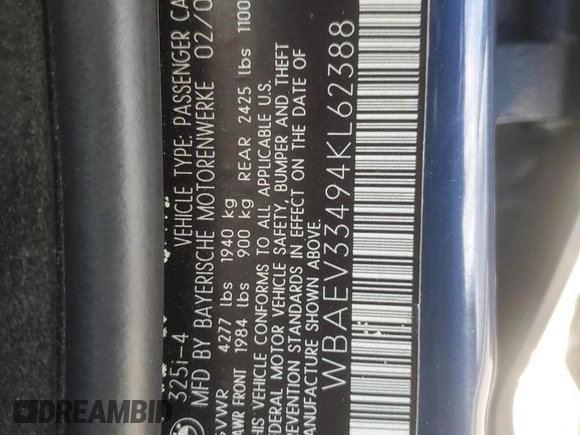 325i-4 VEHICLE TYPE: PASSENGER CA
MFD BY BAYERISCHE MOTORENWERKE 02/0
GVWR 4277 lbs 1940 kg
GAWR FRONT 1984 lbs 900 kg REAR 2425 lbs 1100
THIS VEHICLE CONFORMS TO ALL APPLICABLE U.S.
FEDERAL MOTOR VEHICLE SAFETY, BUMPER AND THEFT
PREVENTION STANDARDS IN EFFECT ON THE DATE OF
MANUFACTURE SHOWN ABOVE.
WBAEV33494KL62388
DREAMBID